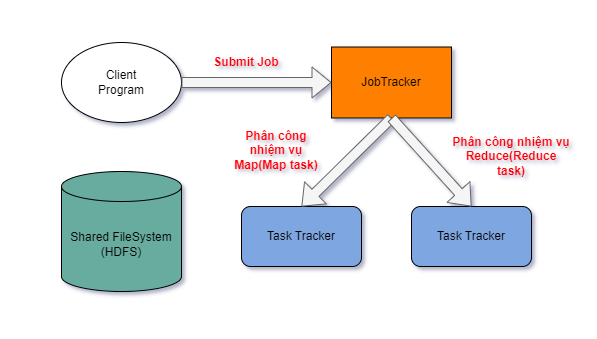 Client
Program
Submit Job
JobTracker
Phân công
nhiệm vụ
Map(Map task)
Phân công nhiệm vụ
Reduce(Reduce
task)
Shared FileSystem
(HDFS)
Task Tracker
Task Tracker